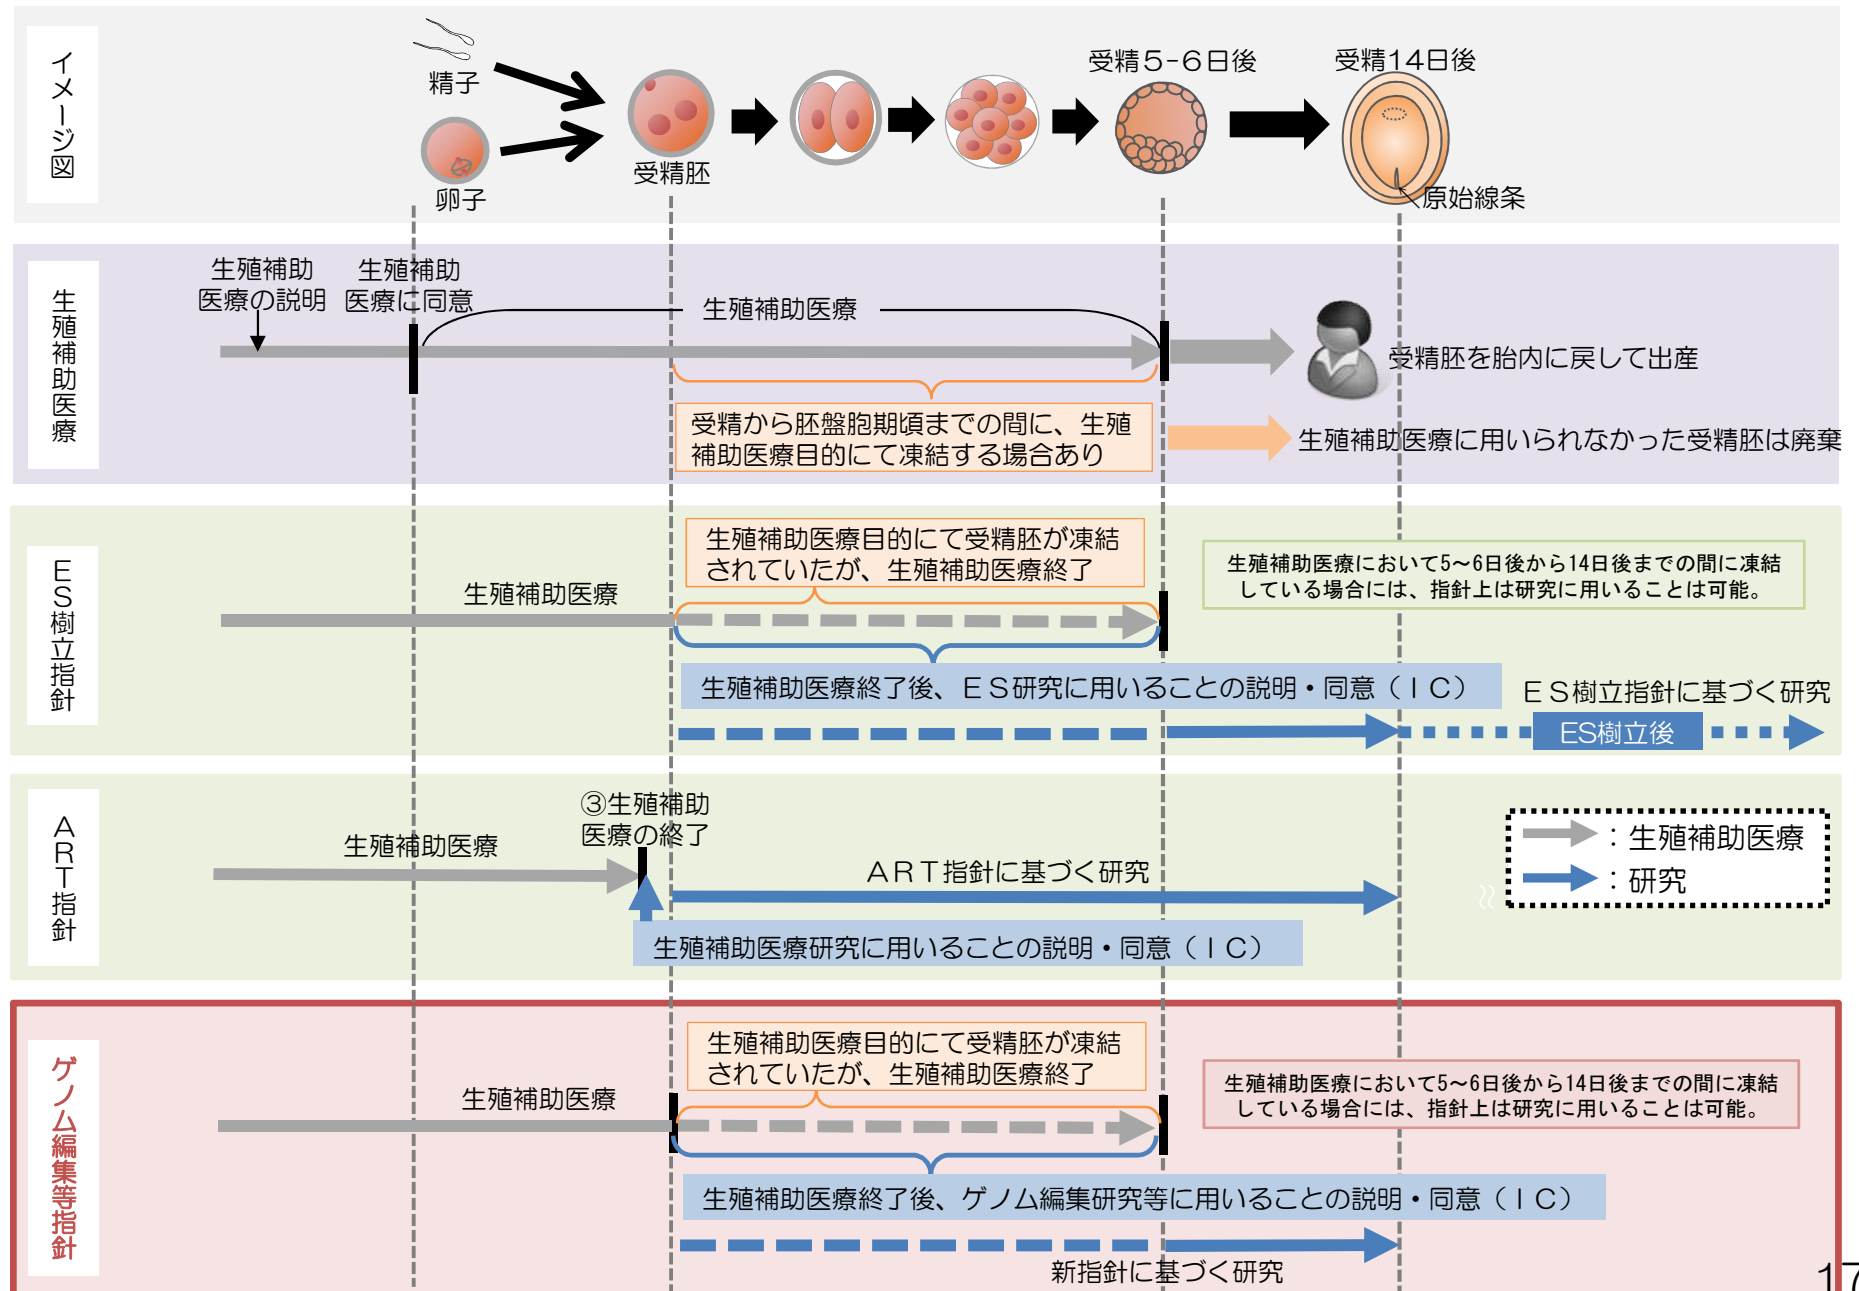 イメージ図
精子
卵子
受精胚
受精5-6日後
受精14日後
原始線条
生殖補助医療
生殖補助
医療の説明
生殖補助
医療に同意
生殖補助医療
受精胚を胎内に戻して出産
受精から胚盤胞期頃までの間に、生殖
補助医療目的にて凍結する場合あり
生殖補助医療に用いられなかった受精胚は廃棄
ES樹立指針
生殖補助医療
生殖補助医療目的にて受精胚が凍結
されていたが、生殖補助医療終了
生殖補助医療において5~6日後から14日後までの間に凍結
している場合には、指針上は研究に用いることは可能。
生殖補助医療終了後、ES研究に用いることの説明・同意(IC)
ES樹立指針に基づく研究
ES樹立後
ART指針
生殖補助医療
③生殖補助
医療の終了
ART指針に基づく研究
生殖補助医療研究に用いることの説明・同意(IC)
:生殖補助医療
:研究
ゲノム編集等指針
生殖補助医療
生殖補助医療目的にて受精胚が凍結
されていたが、生殖補助医療終了
生殖補助医療において5~6日後から14日後までの間に凍結
している場合には、指針上は研究に用いることは可能。
生殖補助医療終了後、ゲノム編集研究等に用いることの説明・同意(IC)
新指針に基づく研究
17